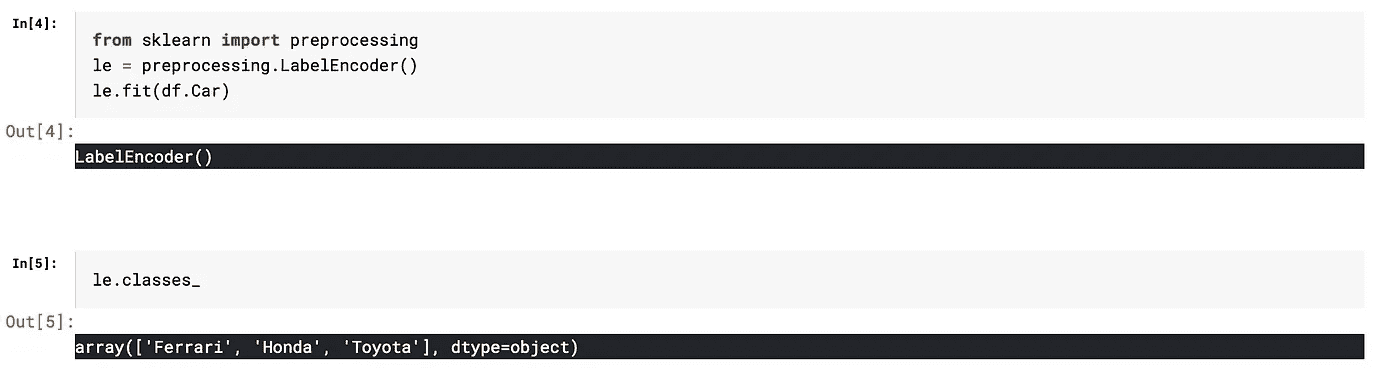 In[4]:
from sklearn import preprocessing
le = preprocessing.LabelEncoder()
le.fit(df.Car)
Out[4]:
LabelEncoder()
In[5]:
le.classes_
Out[5]:
array(['Ferrari', 'Honda', 'Toyota'], dtype=object)